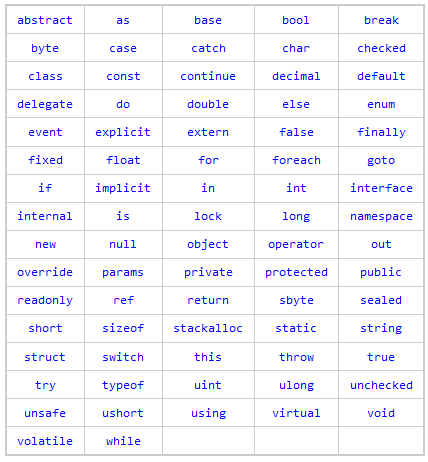 abstract as base bool break
byte case catch char checked
class const continue decimal default
delegate do double else enum
event explicit extern false finally
fixed float for foreach goto
if implicit in int interface
internal is lock long namespace
new null object operator out
override params private protected public
readonly ref return sbyte sealed
short sizeof stackalloc static string
struct switch this throw true
try typeof uint ulong unchecked
unsafe ushort using virtual void
volatile while